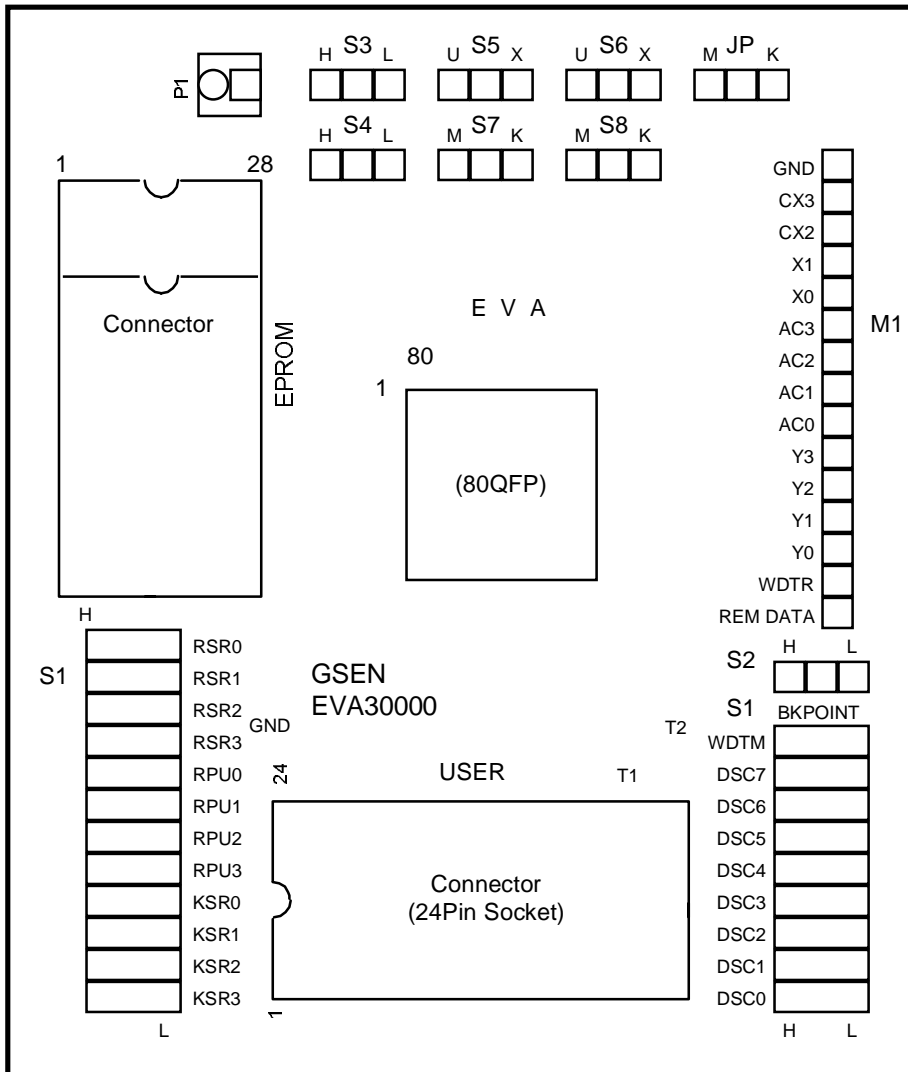 S3
S5
S6
JP
H L
U X
U X
M K
P1
S4
S7
S8
H L
M K
M K
1 28
Connector
EPROM
E V A
80
1
(80QFP)
GND
CX3
CX2
X1
X0
AC3
M1
AC2
AC1
AC0
Y3
Y2
Y1
Y0
WDTR
REM DATA
H
S1
RSR0
RSR1
RSR2
RSR3
RPU0
RPU1
RPU2
RPU3
KSR0
KSR1
KSR2
KSR3
L
GSEN
EVA30000
GND
T2
24
USER
T1
Connector
(24Pin Socket)
1
H L
S2
S1
BKPOINT
WDTM
DSC7
DSC6
DSC5
DSC4
DSC3
DSC2
DSC1
DSC0
H L